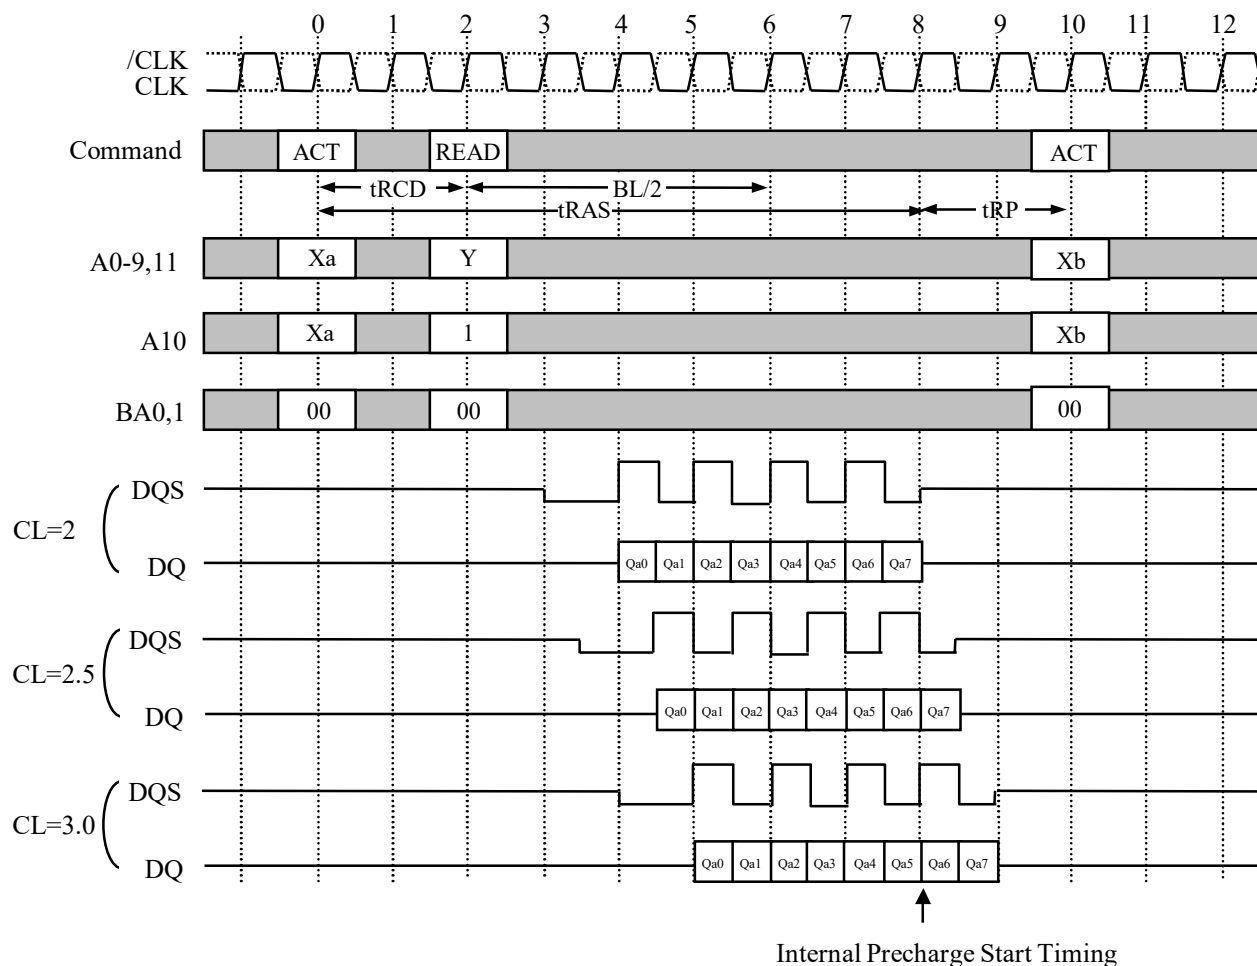 0 1 2 3 4 5 6 7 8 9 10 11 12
/CLK
CLK
Command ACT READ ACT
tRCD BL/2
tRAS tRP
A0-9,11 Xa Y Xb
A10 Xa 1 Xb
BA0,1 00 00 00
DQS
CL=2
DQ Qa0 Qa1 Qa2 Qa3 Qa4 Qa5 Qa6 Qa7
DQS
CL=2.5
DQ Qa0 Qa1 Qa2 Qa3 Qa4 Qa5 Qa6 Qa7
DQS
CL=3.0
DQ Qa0 Qa1 Qa2 Qa3 Qa4 Qa5 Qa6 Qa7
Internal Precharge Start Timing